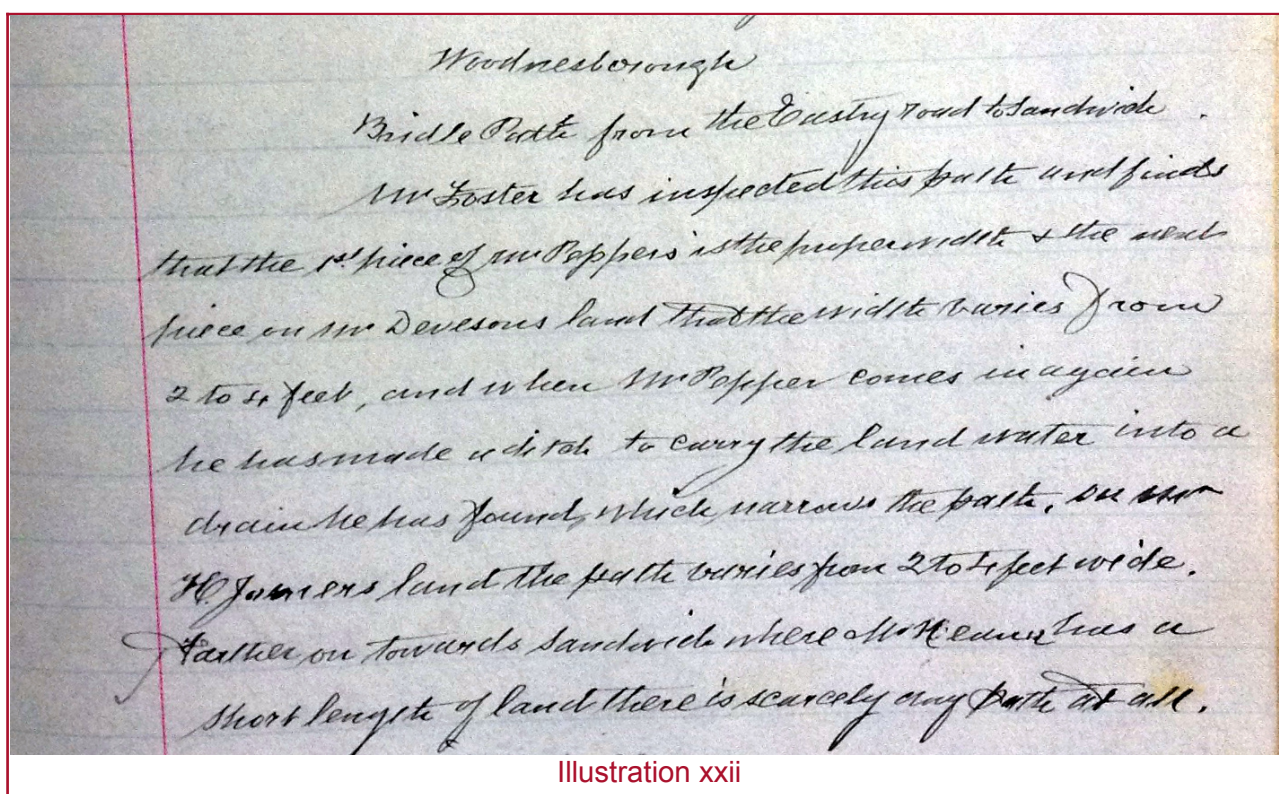 Woodnesborough
Bridle Path from the Eastry road to Sandwich.
Mr Foster has inspected this path and finds
that the 1st piece of Mr Peppers is the proper width & the next
piece on Mr Devesons land that the width varies from
2 to 4 feet, and when Mr Pepper comes in again
he has made a ditch to carry the land water into a
drain he has found, which narrows the path. On Mr
H. land the path varies from 2 to 4 feet wide.
Farther on towards Sandwich where Mr has a
short length of land there is scarcely any path at all.
Illustration xxii